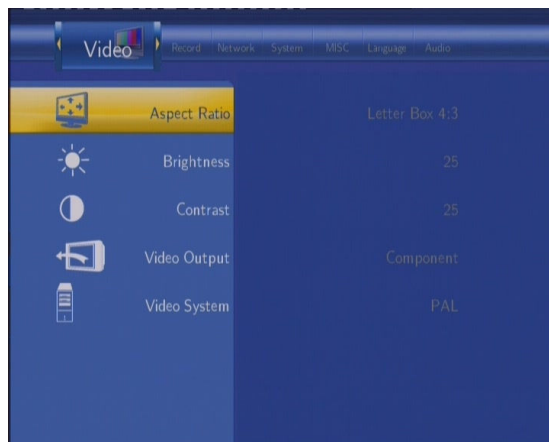 Video Record Network System MISC Language Audio
Aspect Ratio Letter Box 4:3
Brightness 25
Contrast 25
Video Output Component
Video System PAL